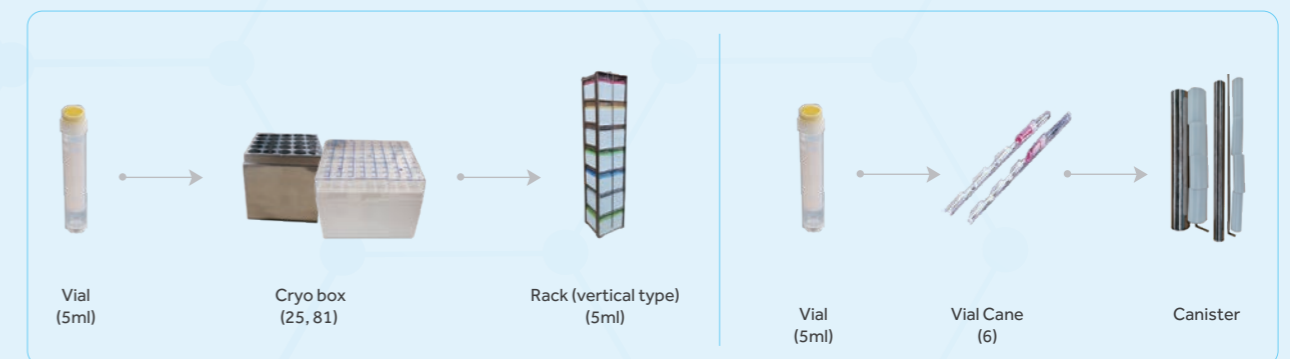 Vial
(5ml)
Cryo box
(25, 81)
Rack (vertical type)
(5ml)
Vial
(5ml)
Vial Cane
(6)
Canister